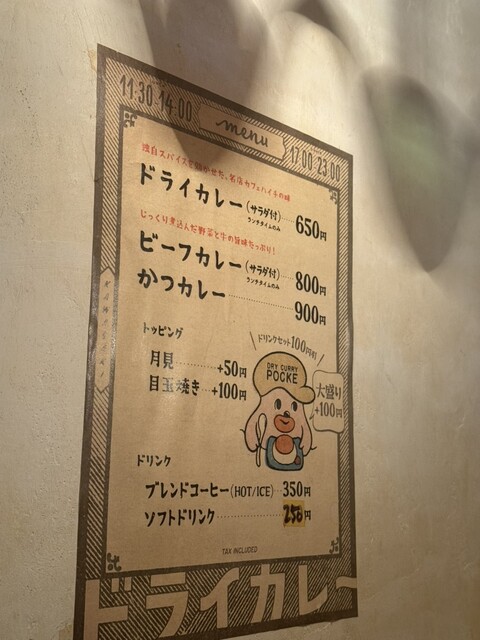 11:30-14:00
menu
17:00-23:00
独自スパイスを効かせた、名店カフェハイチの味
ドライカレー(サラダ付) 650円
ランチタイムのみ
じっくり煮込んだ野菜と牛の旨味たっぷり!
ビーフカレー(サラダ付) 800円
ランチタイムのみ
かつカレー 900円
トッピング
月見 +50円
目玉焼き +100円
ドリンクセット100円引
DRY CURRY
POCKE
大盛り
+100円
ドリンク
ブレンドコーヒー(HOT/ICE) 350円
ソフトドリンク 250円
TAX INCLUDED
ドライカレ〜